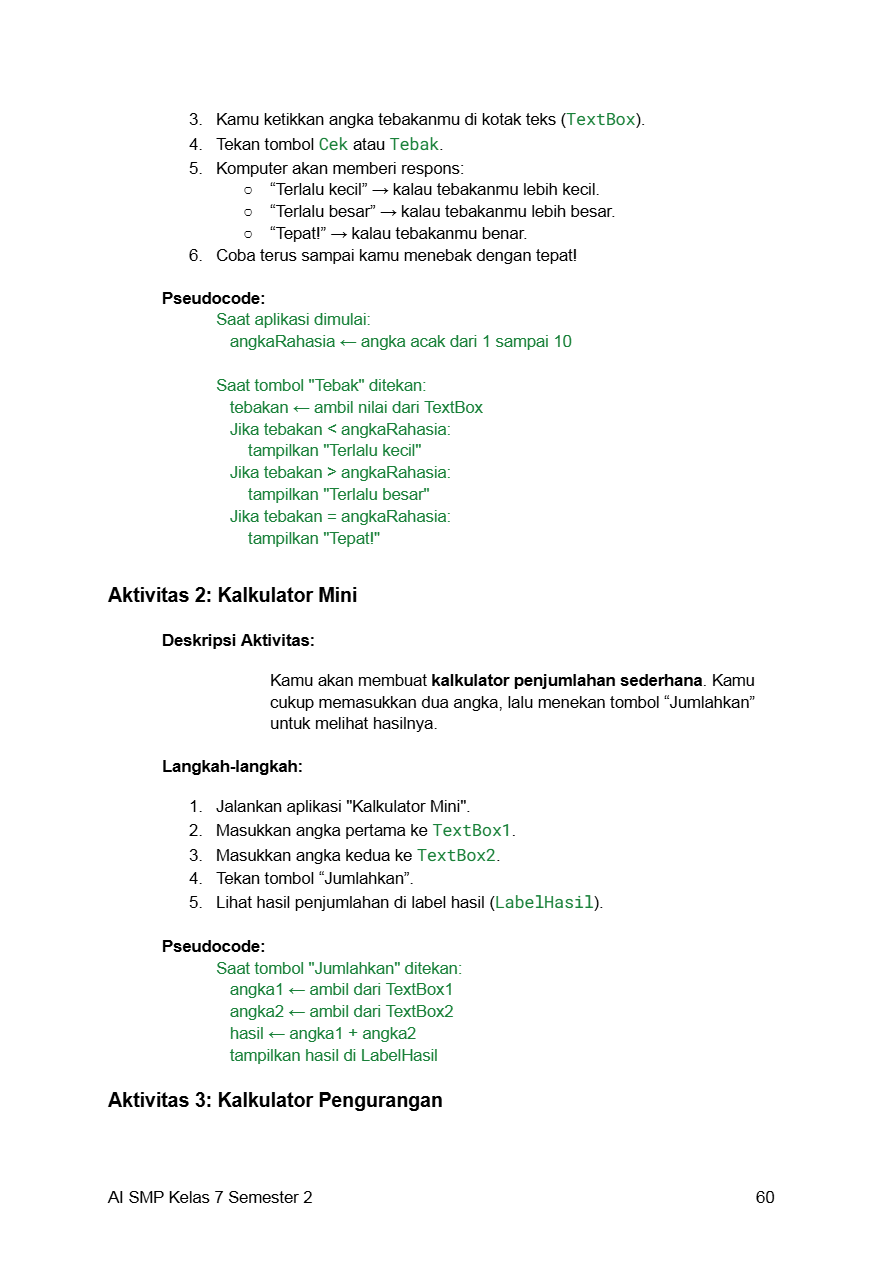 3. Kamu ketikkan angka tebakanmu di kotak teks (TextBox).
4. Tekan tombol Cek atau Tebak.
5. Komputer akan memberi respons:
○ “Terlalu kecil” → kalau tebakanmu lebih kecil.
○ “Terlalu besar” → kalau tebakanmu lebih besar.
○ “Tepat!” → kalau tebakanmu benar.
6. Coba terus sampai kamu menebak dengan tepat!
Pseudocode:
Saat aplikasi dimulai:
angkaRahasia ← angka acak dari 1 sampai 10
Saat tombol "Tebak" ditekan:
tebakan ← ambil nilai dari TextBox
Jika tebakan < angkaRahasia:
tampilkan "Terlalu kecil"
Jika tebakan > angkaRahasia:
tampilkan "Terlalu besar"
Jika tebakan = angkaRahasia:
tampilkan "Tepat!"
Aktivitas 2: Kalkulator Mini
Deskripsi Aktivitas:
Kamu akan membuat kalkulator penjumlahan sederhana. Kamu
cukup memasukkan dua angka, lalu menekan tombol “Jumlahkan”
untuk melihat hasilnya.
Langkah-langkah:
1. Jalankan aplikasi "Kalkulator Mini".
2. Masukkan angka pertama ke TextBox1.
3. Masukkan angka kedua ke TextBox2.
4. Tekan tombol “Jumlahkan”.
5. Lihat hasil penjumlahan di label hasil (LabelHasil).
Pseudocode:
Saat tombol "Jumlahkan" ditekan:
angka1 ← ambil dari TextBox1
angka2 ← ambil dari TextBox2
hasil ← angka1 + angka2
tampilkan hasil di LabelHasil
Aktivitas 3: Kalkulator Pengurangan
AI SMP Kelas 7 Semester 2 60